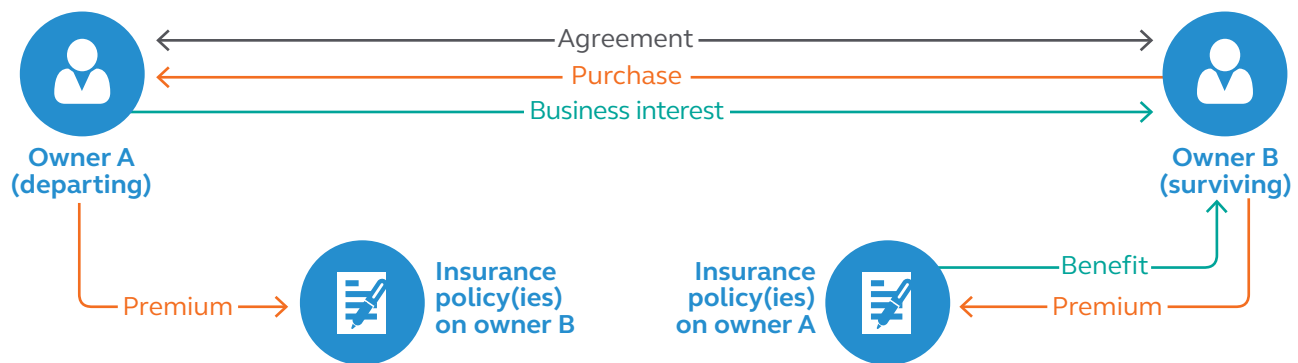 Agreement
Purchase
Business interest
Owner A
(departing)
Owner B
(surviving)
Premium
Insurance
policy(ies)
on owner B
Insurance
policy(ies)
on owner A
Benefit
Premium